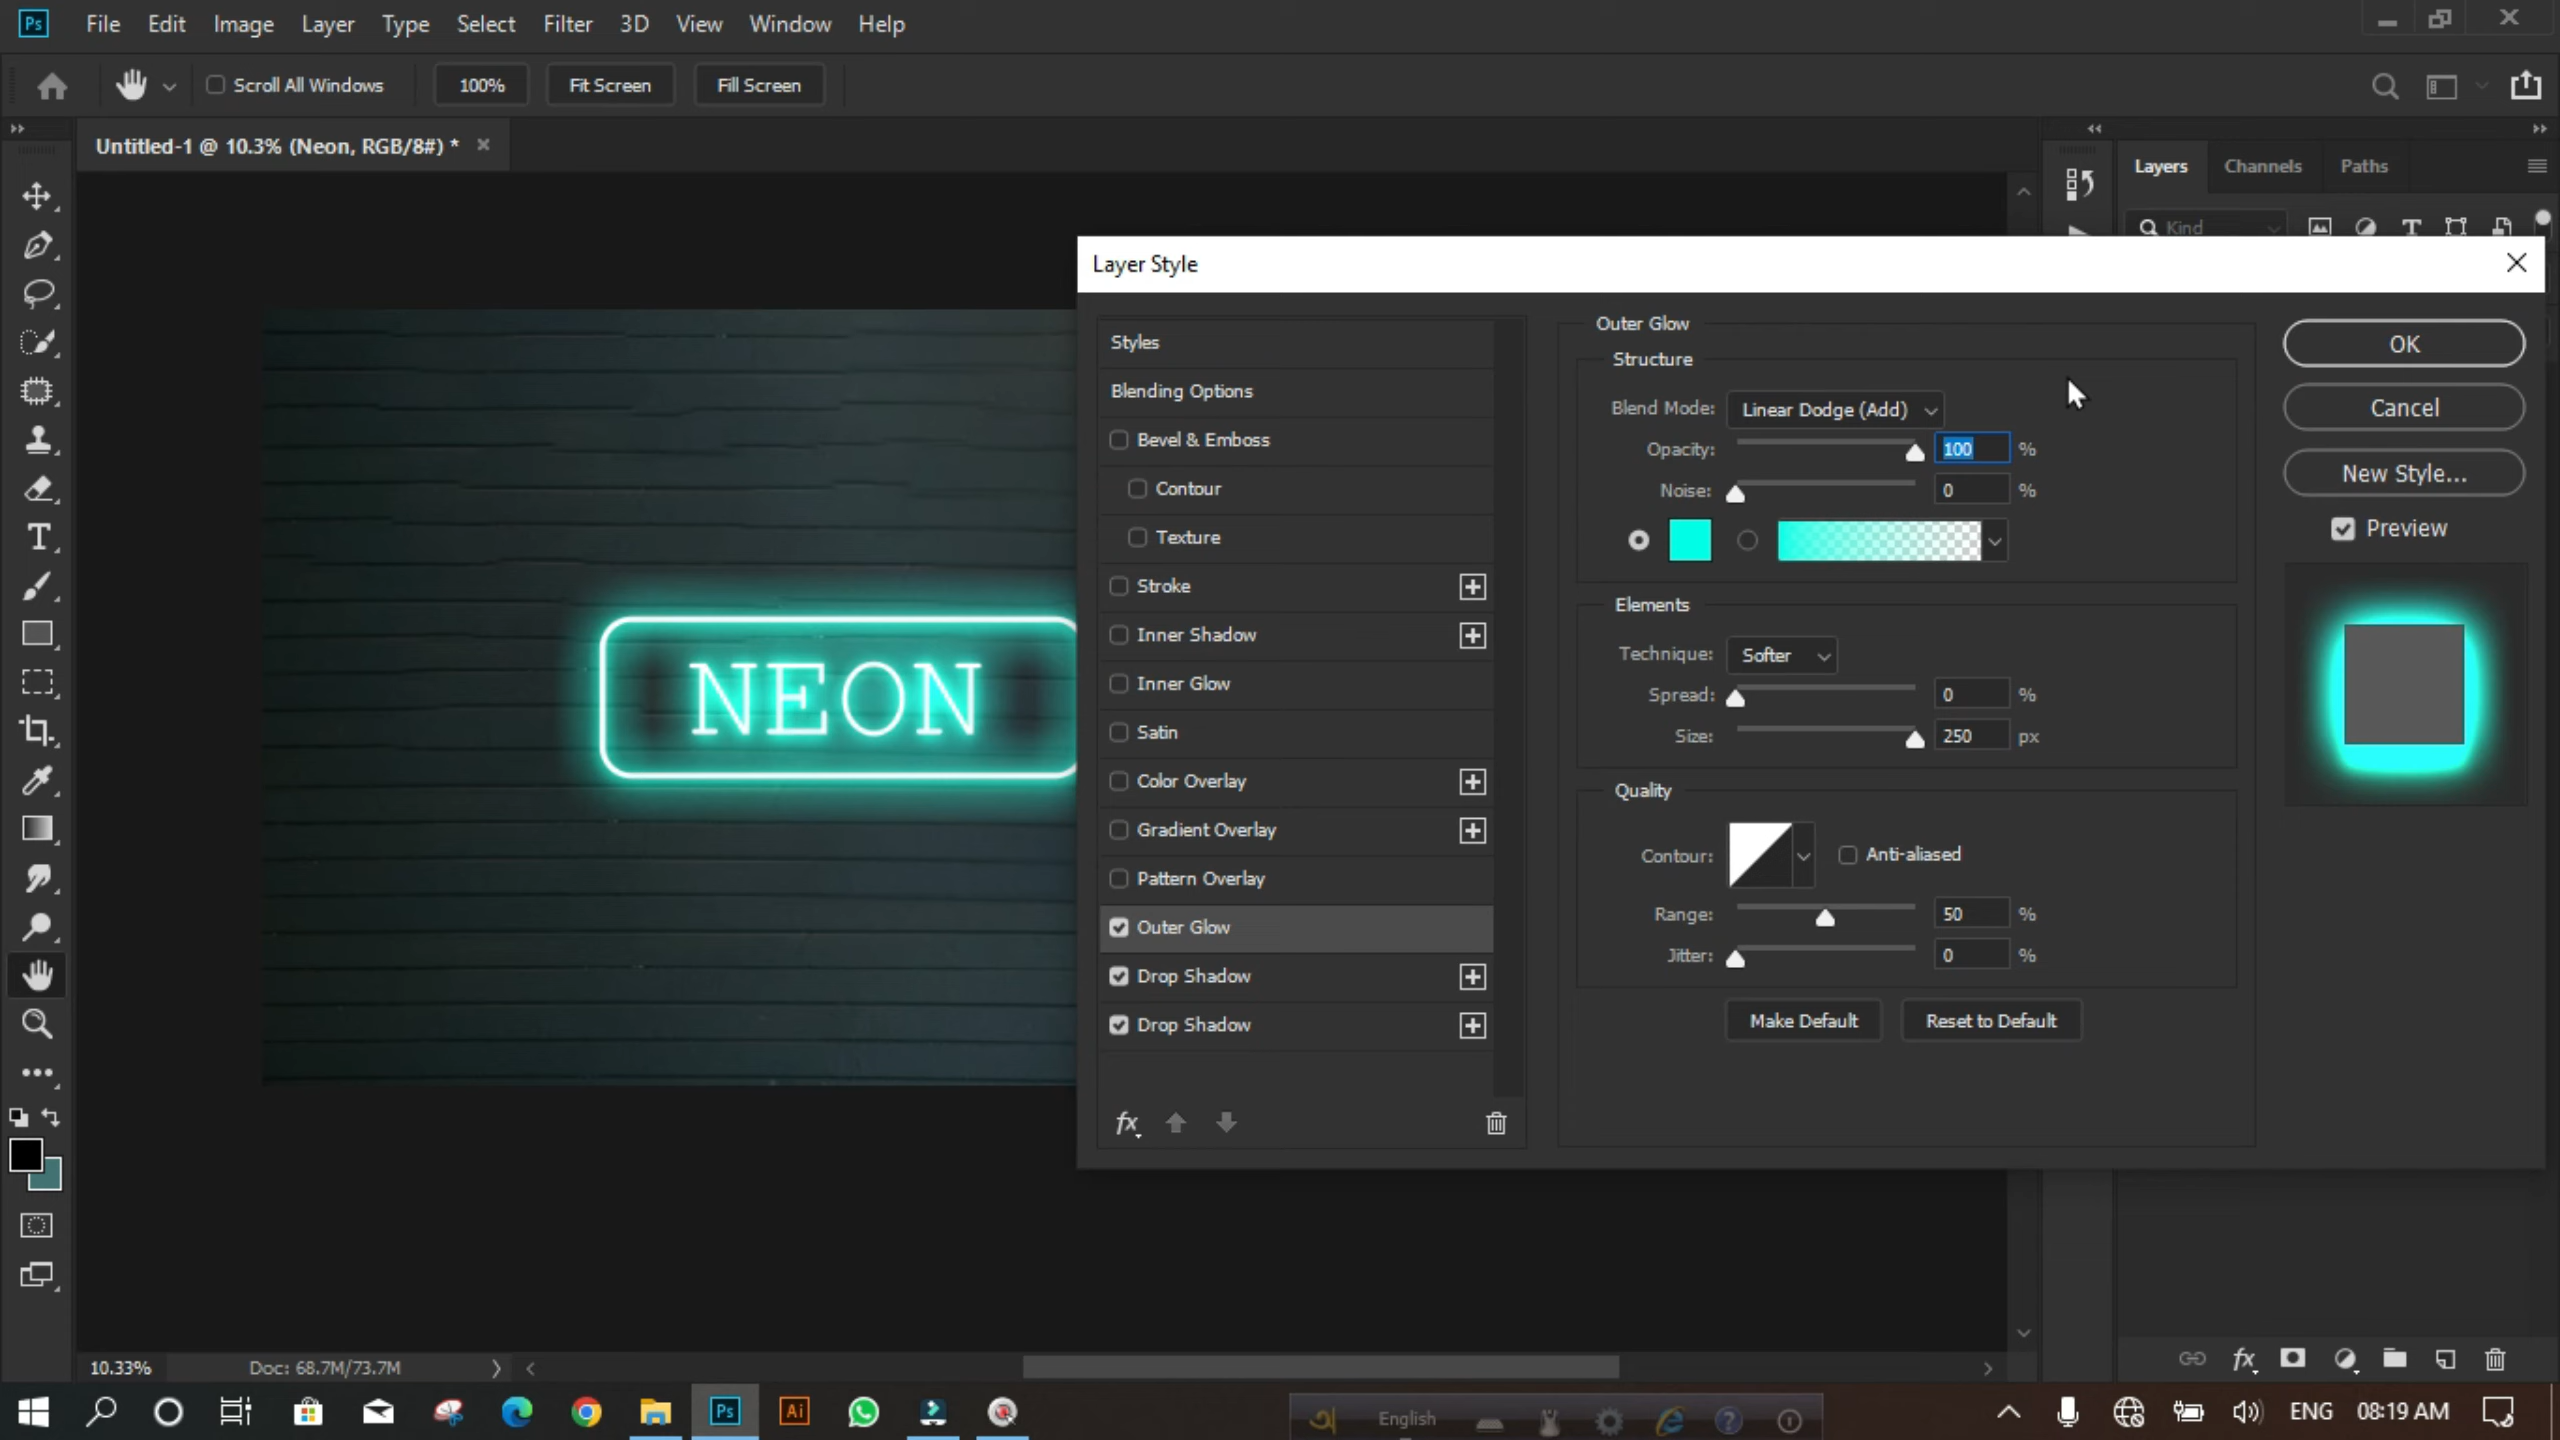 Ps File Edit Image Layer Type Select Filter 3D View Window Help
Scroll All Windows 100% Fit Screen Fill Screen
Untitled-1 @ 10.3% (Neon, RGB/8#) *
Layers Channels Paths
Kind
Layer Style
Styles
Blending Options
Bevel & Emboss
Contour
Texture
Stroke
Inner Shadow
Inner Glow
Satin
Color Overlay
Gradient Overlay
Pattern Overlay
Outer Glow
Drop Shadow
Drop Shadow
fx
Outer Glow
Structure
Blend Mode: Linear Dodge (Add)
Opacity: 100 %
Noise: 0 %
Elements
Technique: Softer
Spread: 0 %
Size: 250 px
Quality
Contour: Anti-aliased
Range: 50 %
Jitter: 0 %
Make Default Reset to Default
OK
Cancel
New Style...
Preview
NEON
T
10.33% Doc: 68.7M/73.7M
fx
Ps Ai অ English ENG 08:19 AM